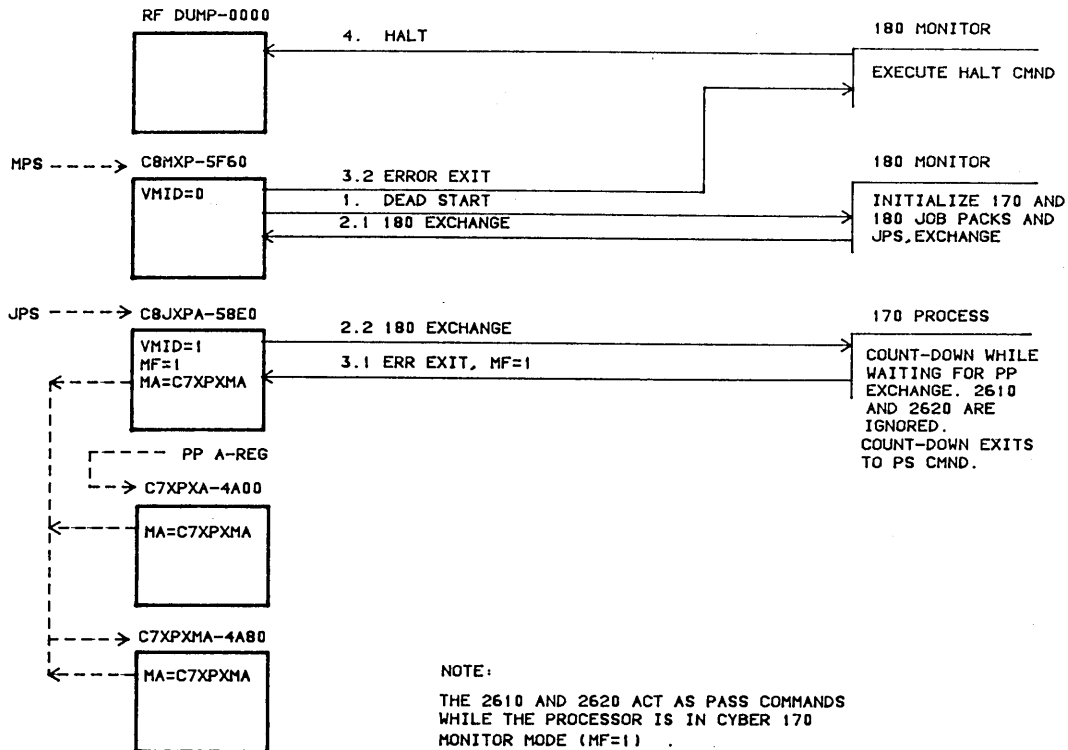 RF DUMP-0000
4. HALT
180 MONITOR
EXECUTE HALT CMND
MPS
C8MXP-5F60
VMID=0
3.2 ERROR EXIT
1. DEAD START
2.1 180 EXCHANGE
180 MONITOR
INITIALIZE 170 AND
180 JOB PACKS AND
JPS,EXCHANGE
JPS
C8JXPA-58E0
VMID=1
MF=1
MA=C7XPXMA
2.2 180 EXCHANGE
3.1 ERR EXIT, MF=1
170 PROCESS
COUNT-DOWN WHILE
WAITING FOR PP
EXCHANGE. 2610
AND 2620 ARE
IGNORED.
COUNT-DOWN EXITS
TO PS CMND.
PP A-REG
C7XPXA-4A00
MA=C7XPXMA
C7XPXMA-4A80
MA=C7XPXMA
NOTE:
THE 2610 AND 2620 ACT AS PASS COMMANDS
WHILE THE PROCESSOR IS IN CYBER 170
MONITOR MODE (MF=1) .